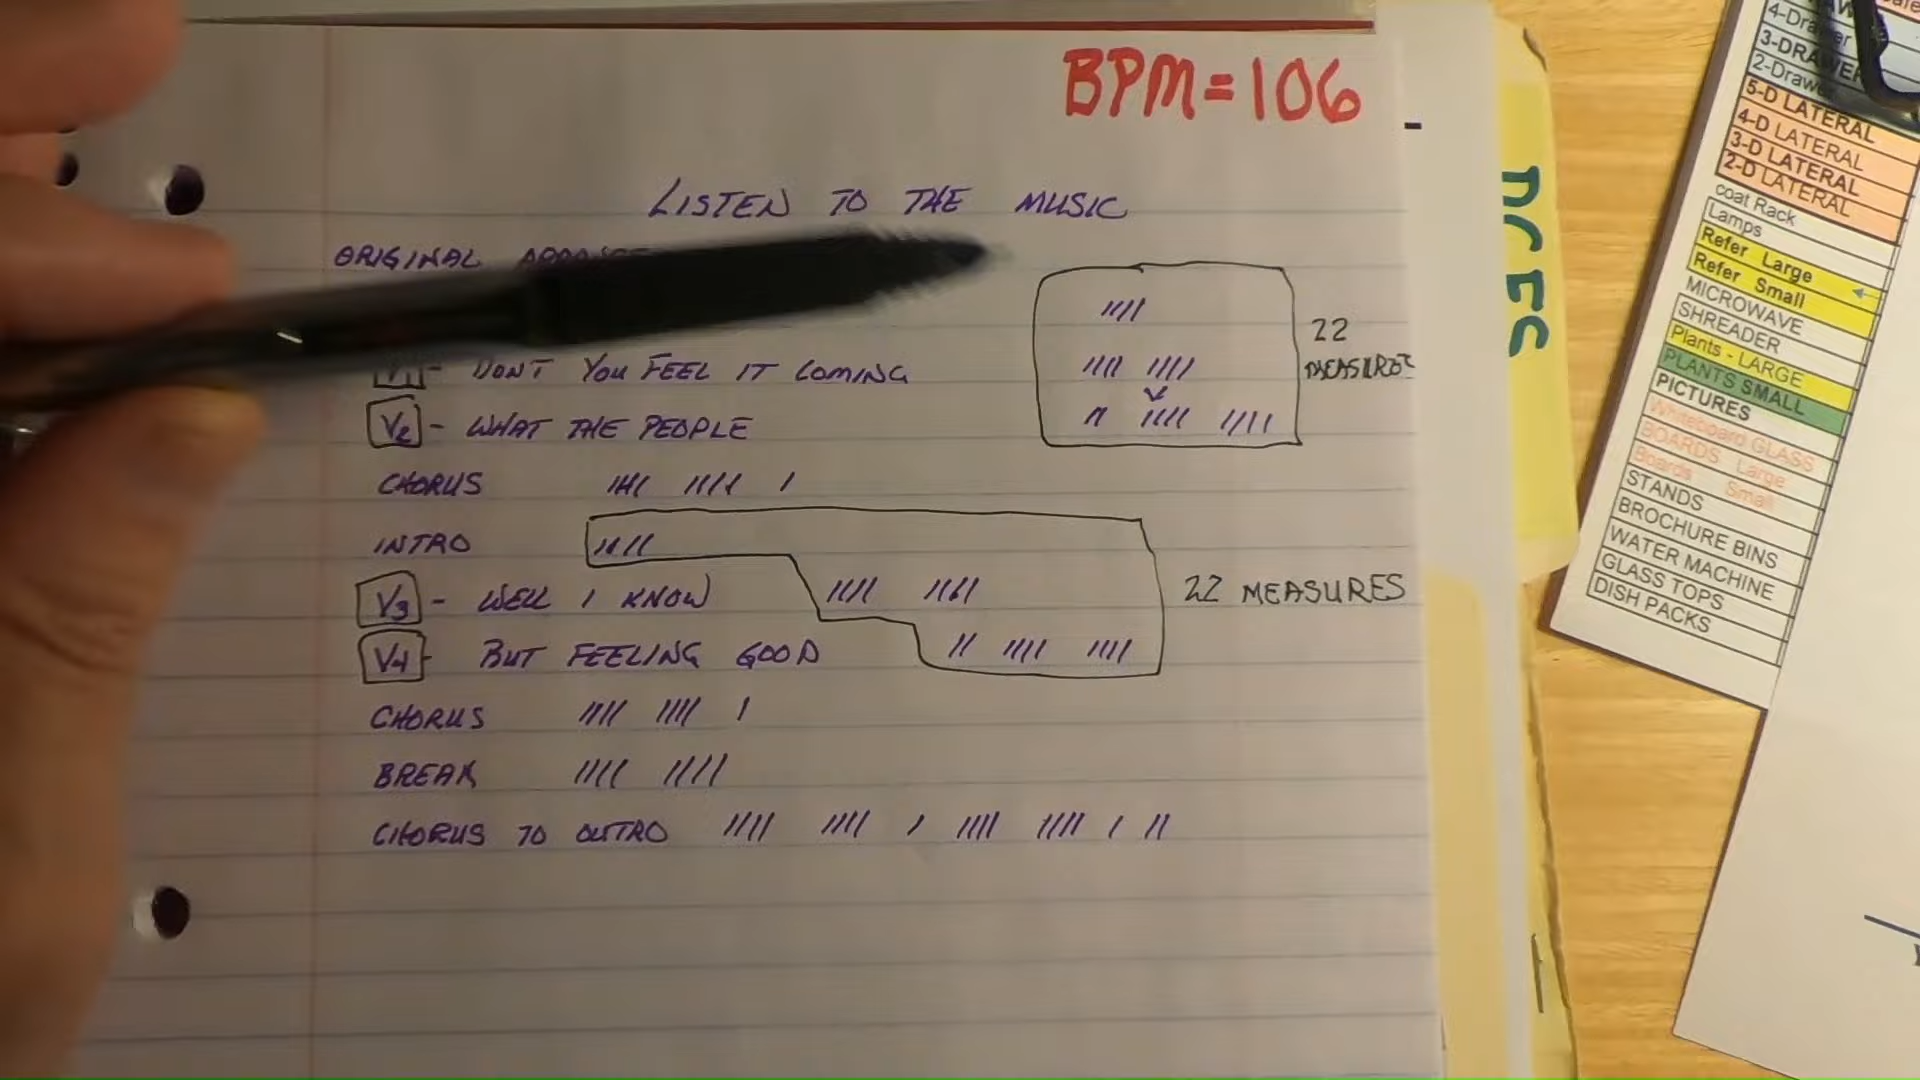 BPM=106
LISTEN TO THE MUSIC
ORIGINAL
////
V1 - DON'T YOU FEEL IT COMING //// ////
22 MEASURES
V2 - WHAT THE PEOPLE // //// ////
CHORUS //// //// /
INTRO ////
V3 - WELL I KNOW //// ////
22 MEASURES
V4 - BUT FEELING GOOD // //// ////
CHORUS //// //// /
BREAK //// ////
CHORUS TO OUTRO //// //// / //// //// / //
4-Drawer
3-DRAWER
2-Drawer
5-D LATERAL
4-D LATERAL
3-D LATERAL
2-D LATERAL
coat Rack
Lamps
Refer Large
Refer Small
MICROWAVE
SHREADER
Plants - LARGE
PLANTS SMALL
PICTURES
Whiteboard GLASS
BOARDS Large
Boards Small
STANDS
BROCHURE BINS
WATER MACHINE
GLASS TOPS
DISH PACKS